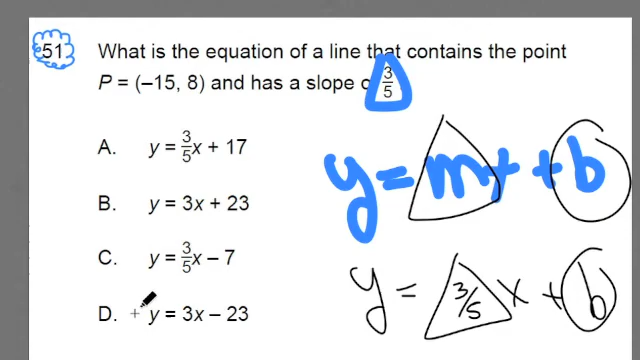 51) What is the equation of a line that contains the point
P = (–15, 8) and has a slope o 3/5
A. y = 3/5x + 17
B. y = 3x + 23
C. y = 3/5x – 7
D. y = 3x – 23
y = mx + b
y = 3/5 x + b